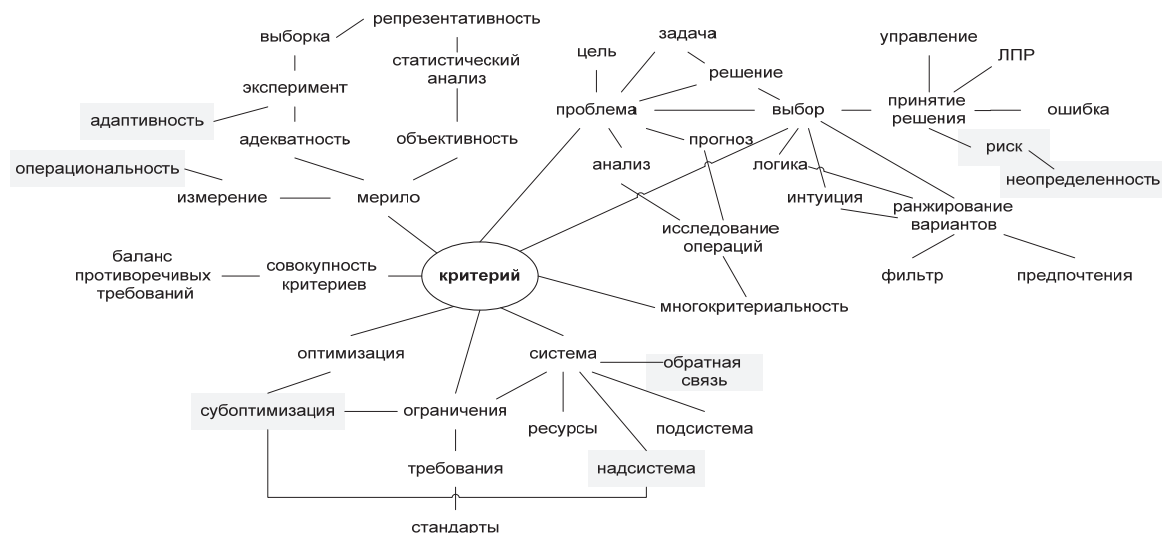 репрезентативность
выборка
статистический
анализ
эксперимент
адаптивность
адекватность
объективность
операциональность
измерение
мерило
баланс
противоречивых
требований
совокупность
критериев
критерий
задача
цель
решение
проблема
выбор
прогноз
анализ
логика
интуиция
исследование
операций
многокритериальность
управление
ЛПР
принятие
решения
ошибка
риск
неопределенность
ранжирование
вариантов
фильтр
предпочтения
оптимизация
система
обратная
связь
субоптимизация
ограничения
ресурсы
подсистема
требования
надсистема
стандарты